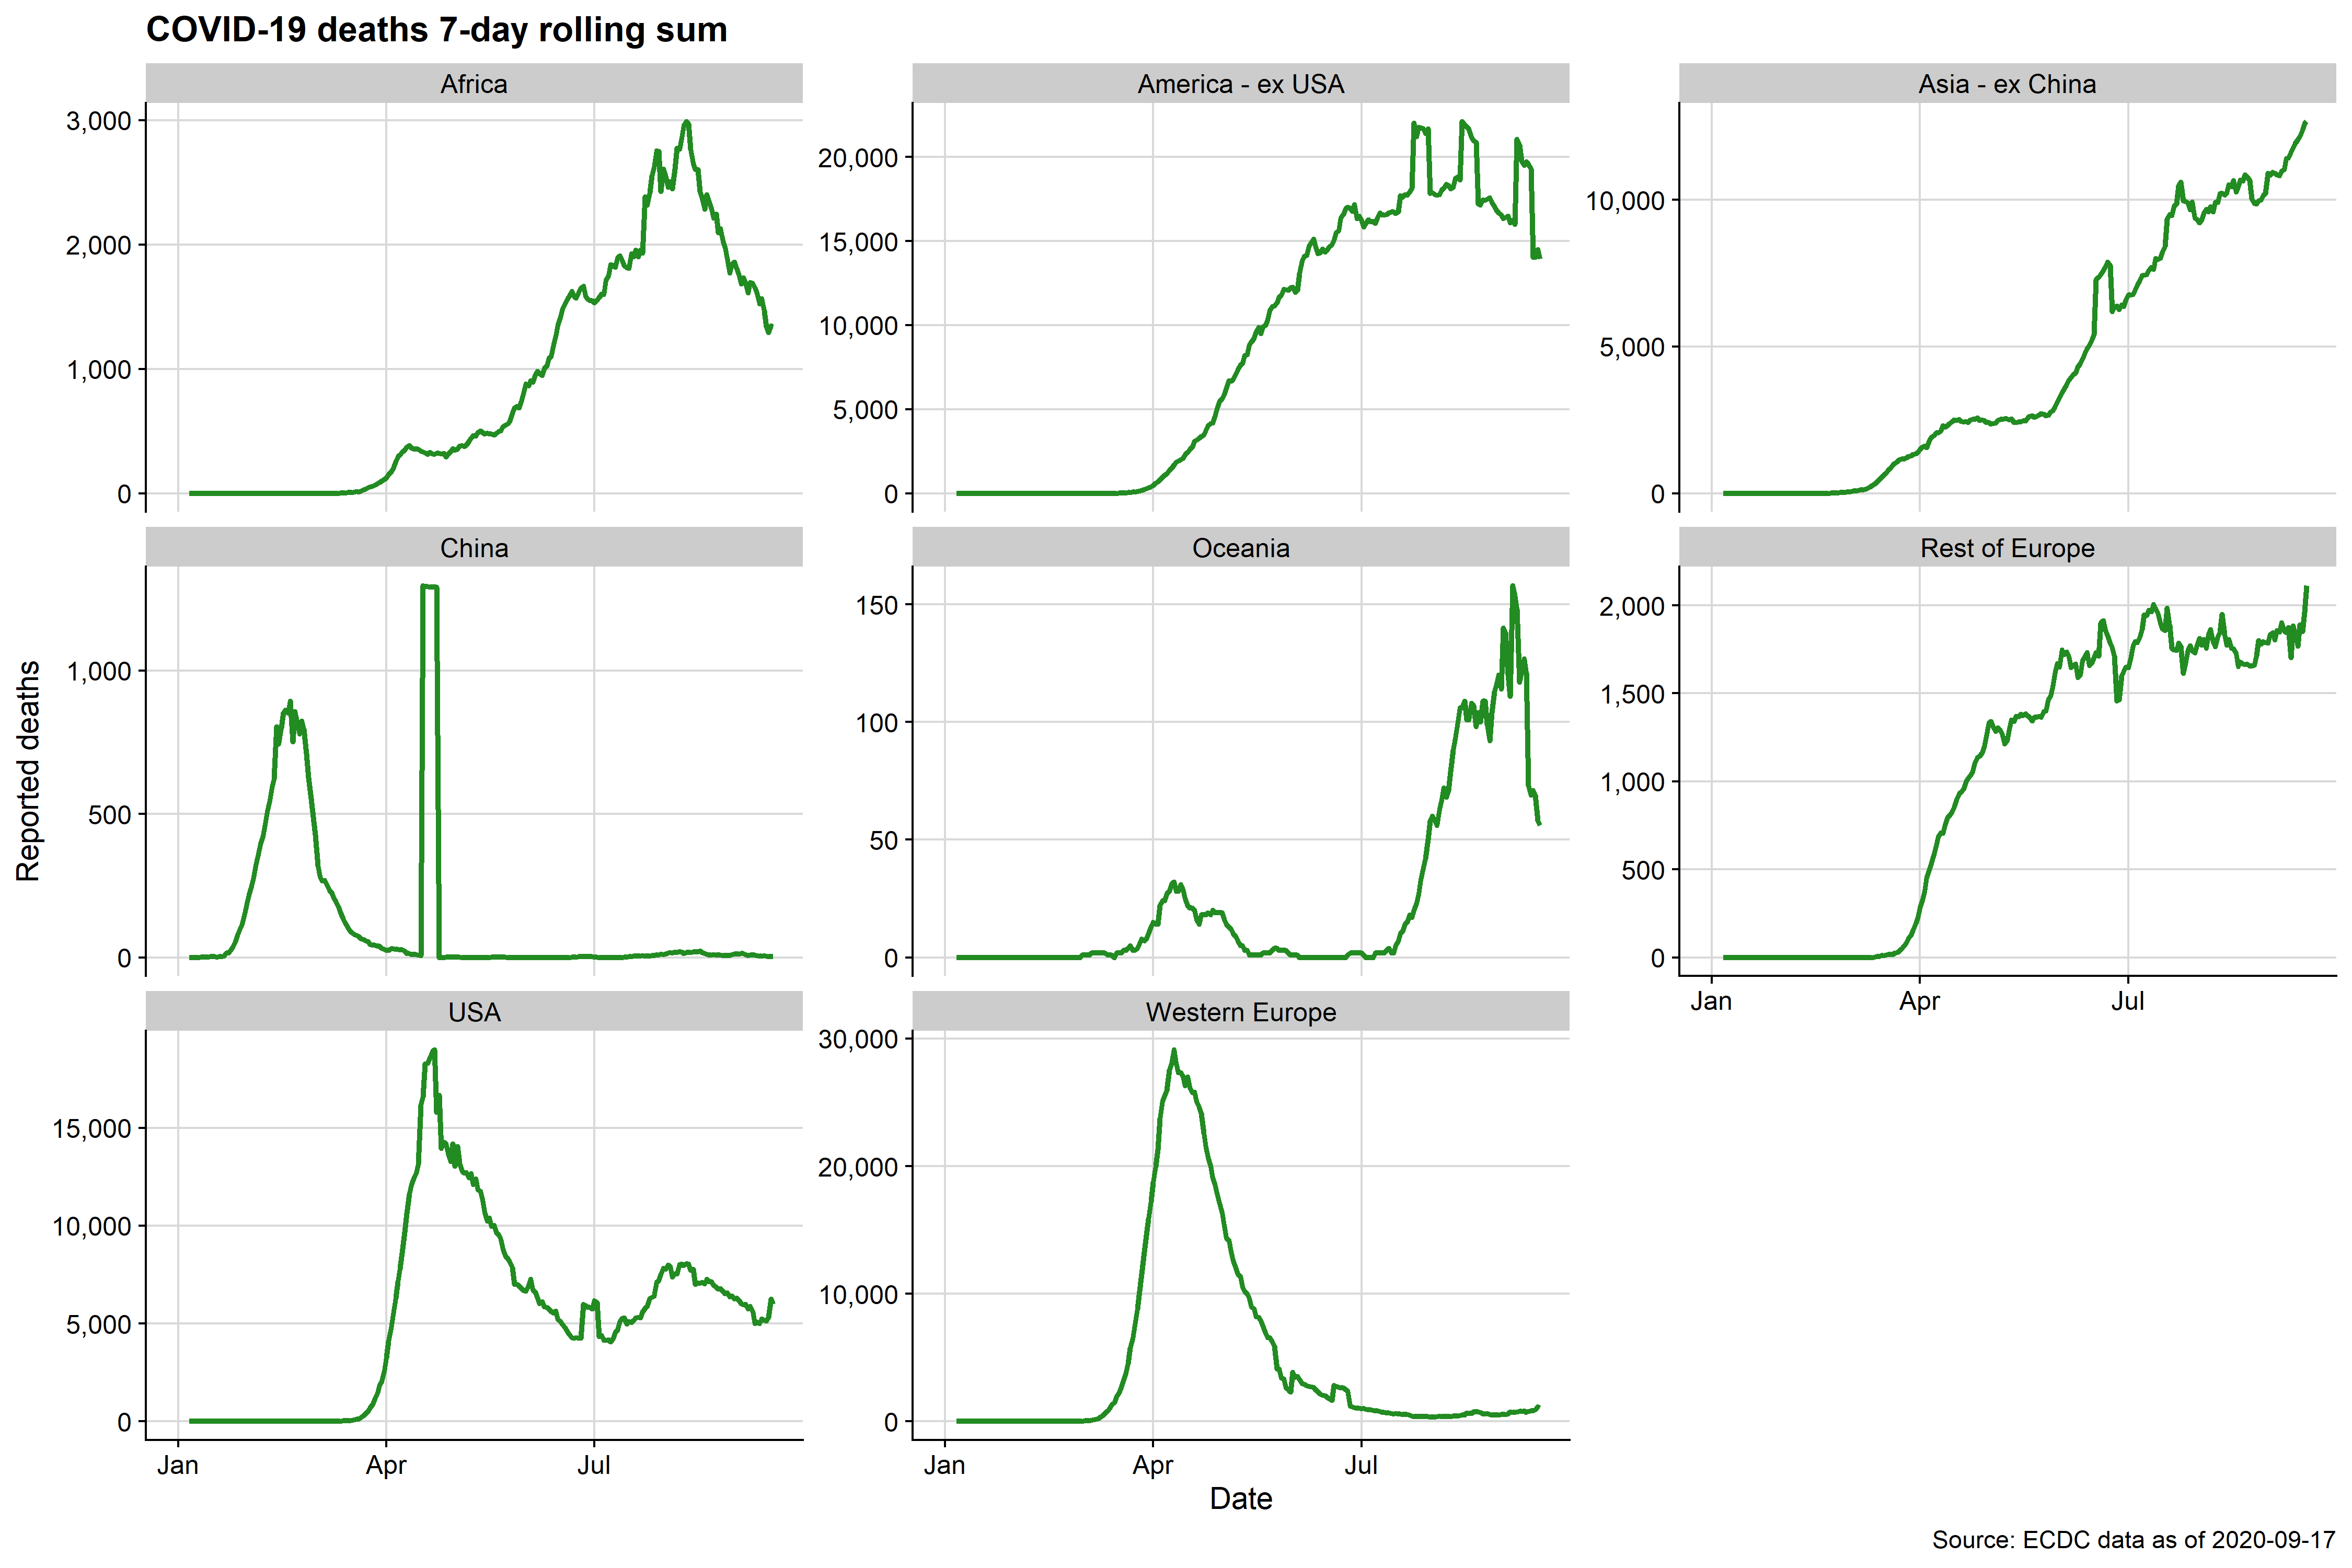 COVID-19 deaths 7-day rolling sum
Africa
3,000
2,000
1,000
0
America - ex USA
20,000
15,000
10,000
5,000
0
Asia - ex China
10,000
5,000
0
Reported deaths
China
1,000
500
0
Oceania
150
100
50
0
Rest of Europe
2,000
1,500
1,000
500
0
Jan Apr Jul
USA
15,000
10,000
5,000
0
Jan Apr Jul
Western Europe
30,000
20,000
10,000
0
Jan Apr Jul
Date
Source: ECDC data as of 2020-09-17